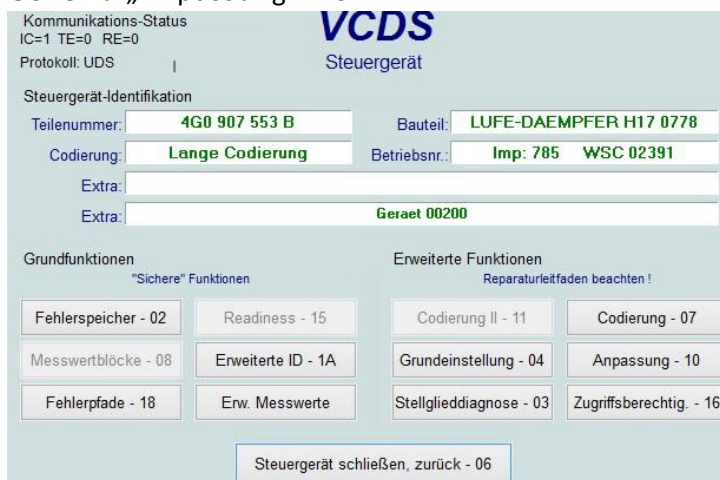 Kommunikations-Status
IC=1 TE=0 RE=0
Protokoll: UDS
VCDS
Steuergerät
Steuergerät-Identifikation
Teilenummer: 4G0 907 553 B
Bauteil: LUFE-DAEMPFER H17 0778
Codierung: Lange Codierung
Betriebsnr.: Imp: 785 WSC 02391
Extra:
Extra: Geraet 00200
Grundfunktionen
"Sichere" Funktionen
Erweiterte Funktionen
Reparaturleitfaden beachten !
Fehlerspeicher - 02
Readiness - 15
Codierung II - 11
Codierung - 07
Messwertblöcke - 08
Erweiterte ID - 1A
Grundeinstellung - 04
Anpassung - 10
Fehlerpfade - 18
Erw. Messwerte
Stellglieddiagnose - 03
Zugriffsberechtig. - 16
Steuergerät schließen, zurück - 06